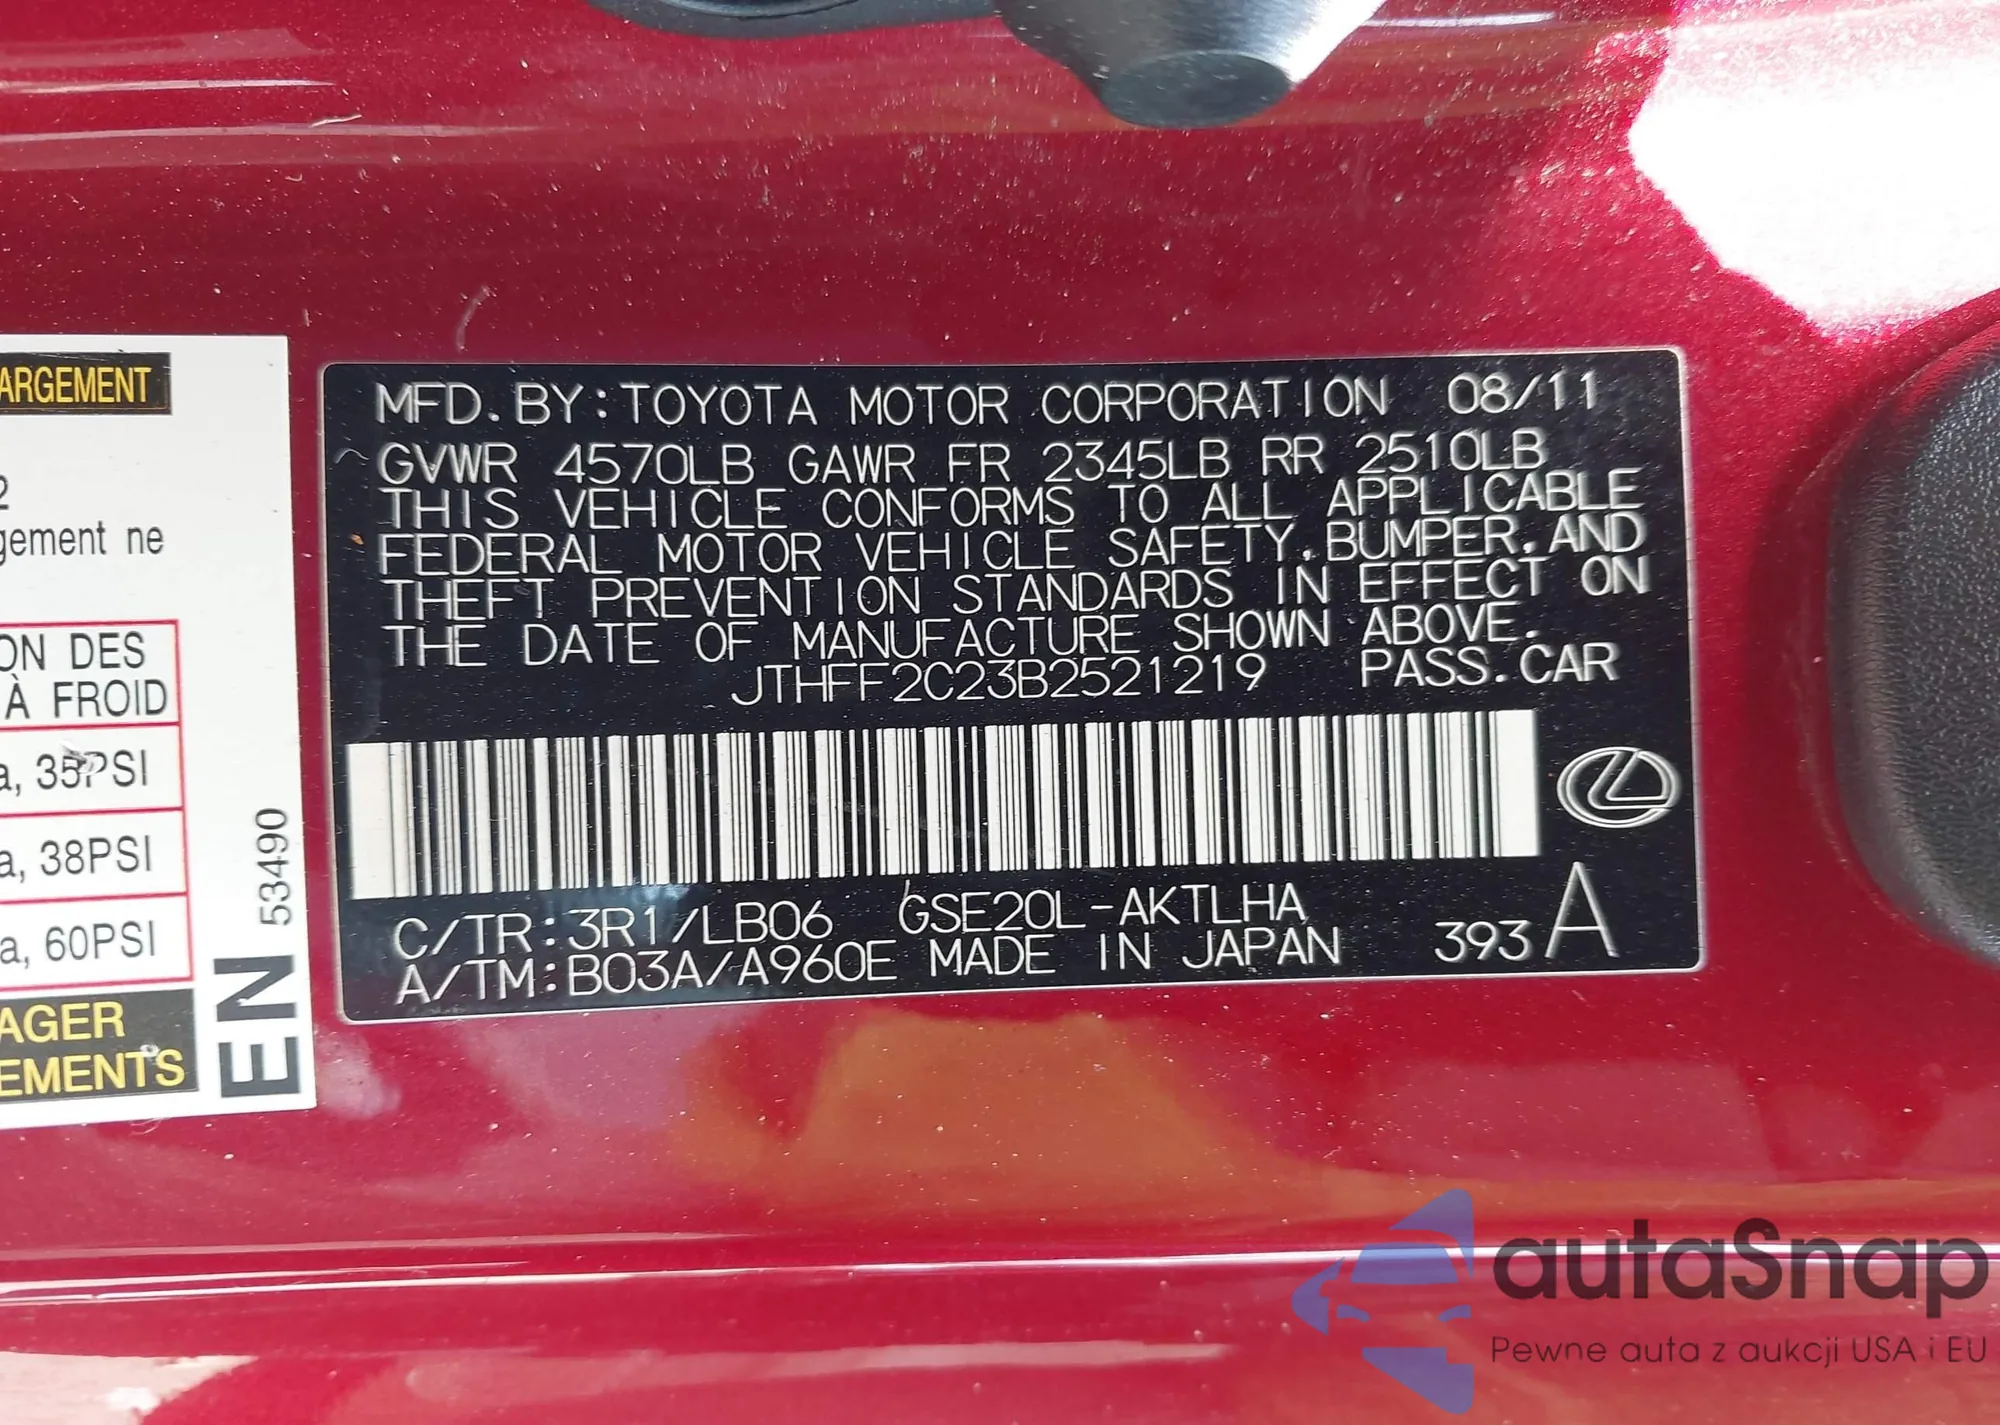 ARGEMENT
2
gement ne
ON DES
À FROID
a, 35PSI
a, 38PSI
a, 60PSI
AGER
EMENTS
EN 53490
MFD. BY: TOYOTA MOTOR CORPORATION 08/11
GVWR 4570LB GAWR FR 2345LB RR 2510LB
THIS VEHICLE CONFORMS TO ALL APPLICABLE
FEDERAL MOTOR VEHICLE SAFETY, BUMPER, AND
THEFT PREVENTION STANDARDS IN EFFECT ON
THE DATE OF MANUFACTURE SHOWN ABOVE.
JTHFF2C23B2521219 PASS. CAR
C/TR: 3R1/LB06 GSE20L-AKTLHA
A/TM: B03A/A960E MADE IN JAPAN 393 A
autaSnap
Pewne auta z aukcji USA i EU